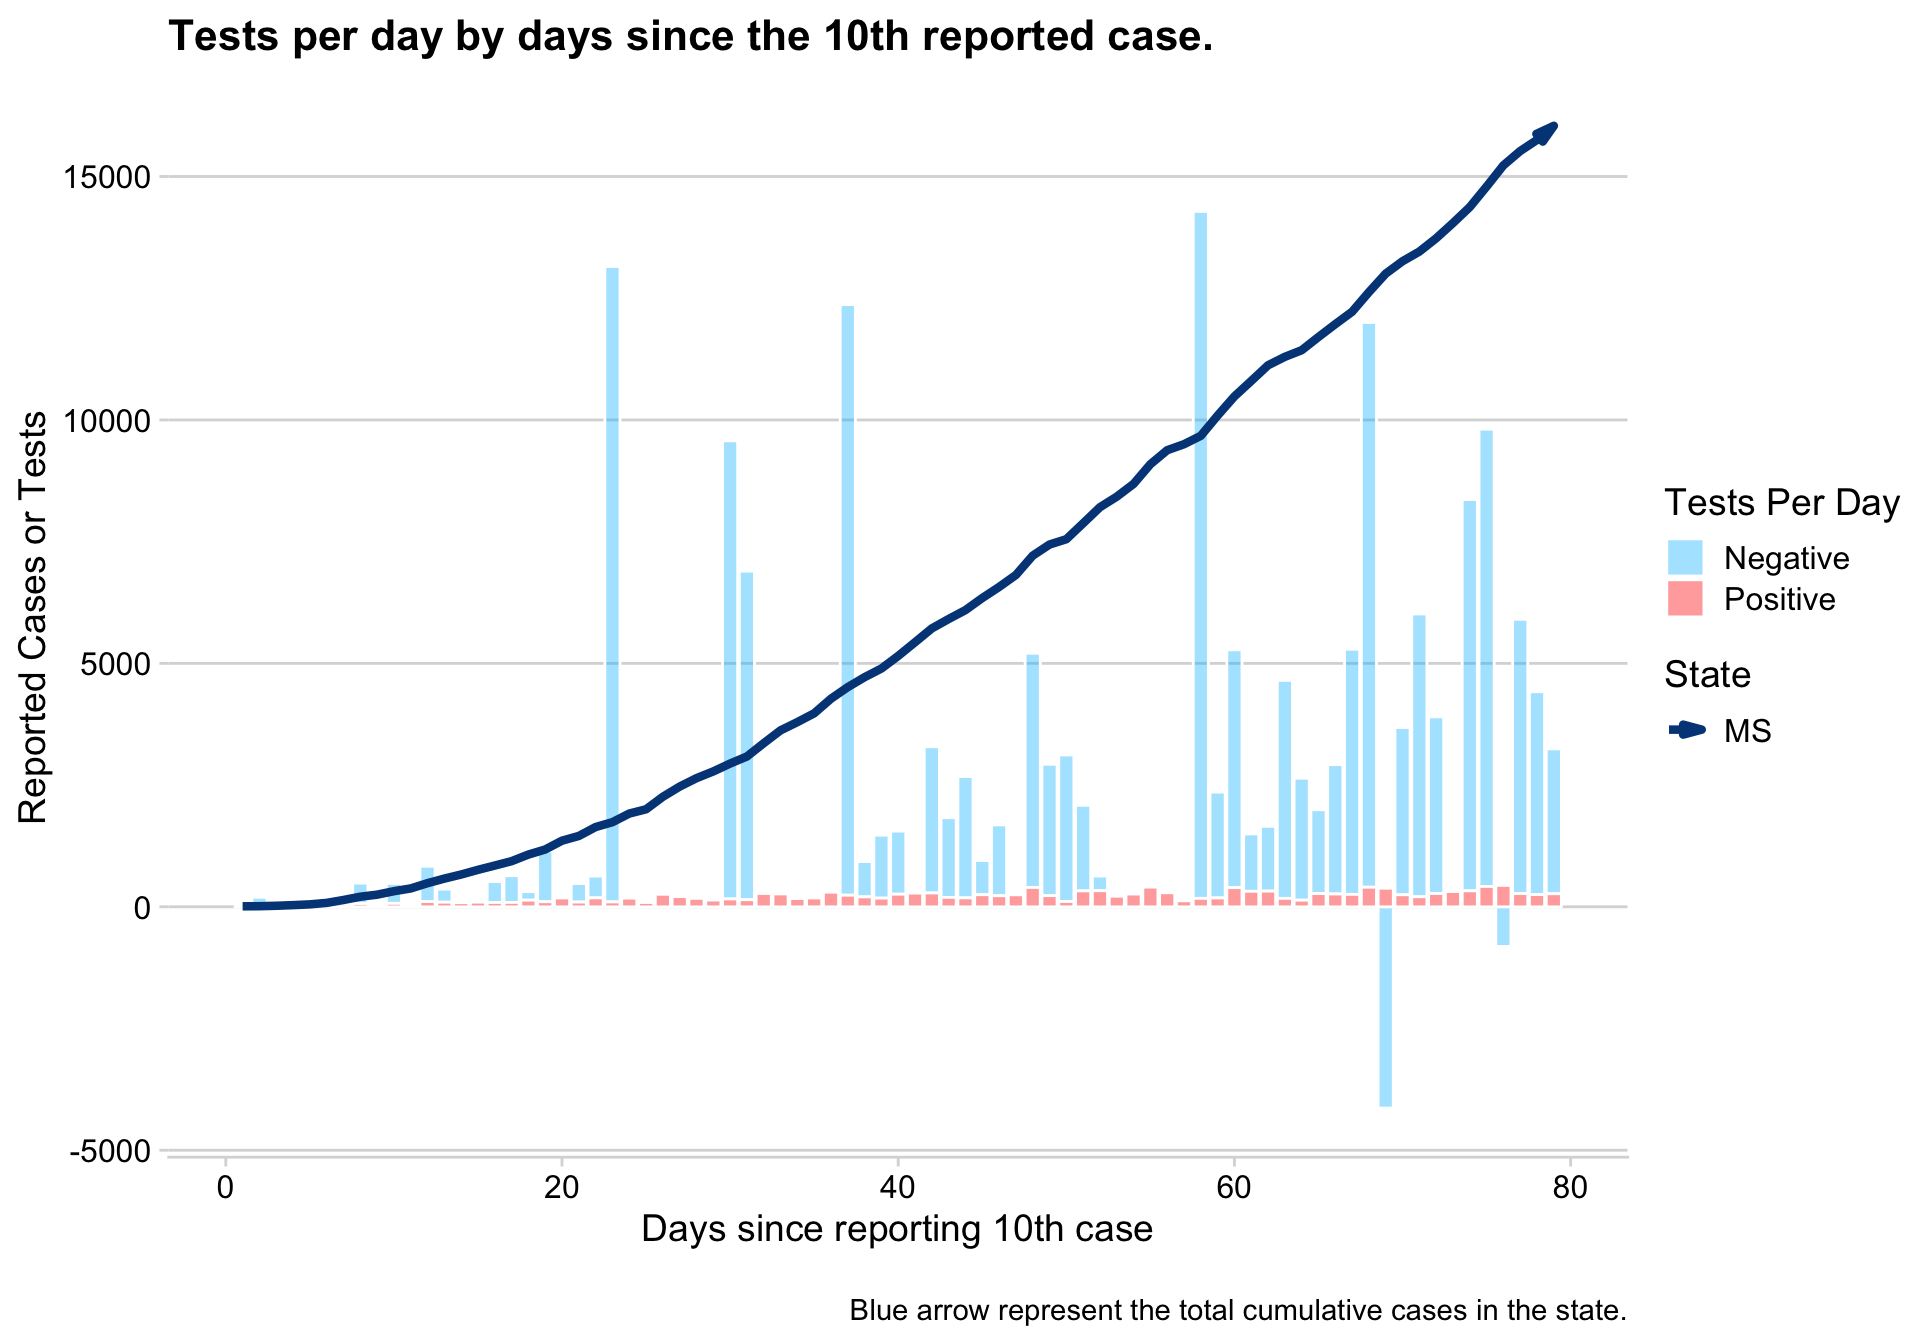 Tests per day by days since the 10th reported case.
15000
10000
5000
0
-5000
Reported Cases or Tests
0
20
40
60
80
Days since reporting 10th case
Tests Per Day
Negative
Positive
State
MS
Blue arrow represent the total cumulative cases in the state.